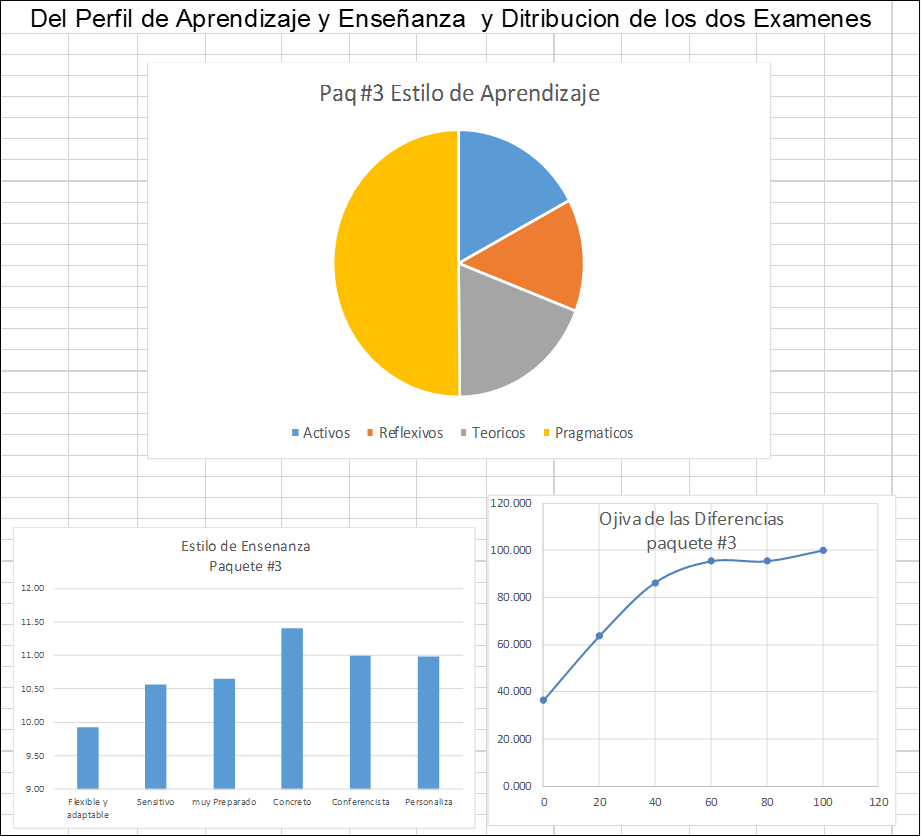 Del Perfil de Aprendizaje y Enseñanza y Ditribucion de los dos Examenes
Paq #3 Estilo de Aprendizaje
Activos Reflexivos Teoricos Pragmaticos
Estilo de Ensenanza
Paquete #3
12.00
11.50
11.00
10.50
10.00
9.50
9.00
Flexible y adaptable
Sensitivo
muy Preparado
Concreto
Conferencista
Personaliza
Ojiva de las Diferencias
paquete #3
120.000
100.000
80.000
60.000
40.000
20.000
0.000
0 20 40 60 80 100 120